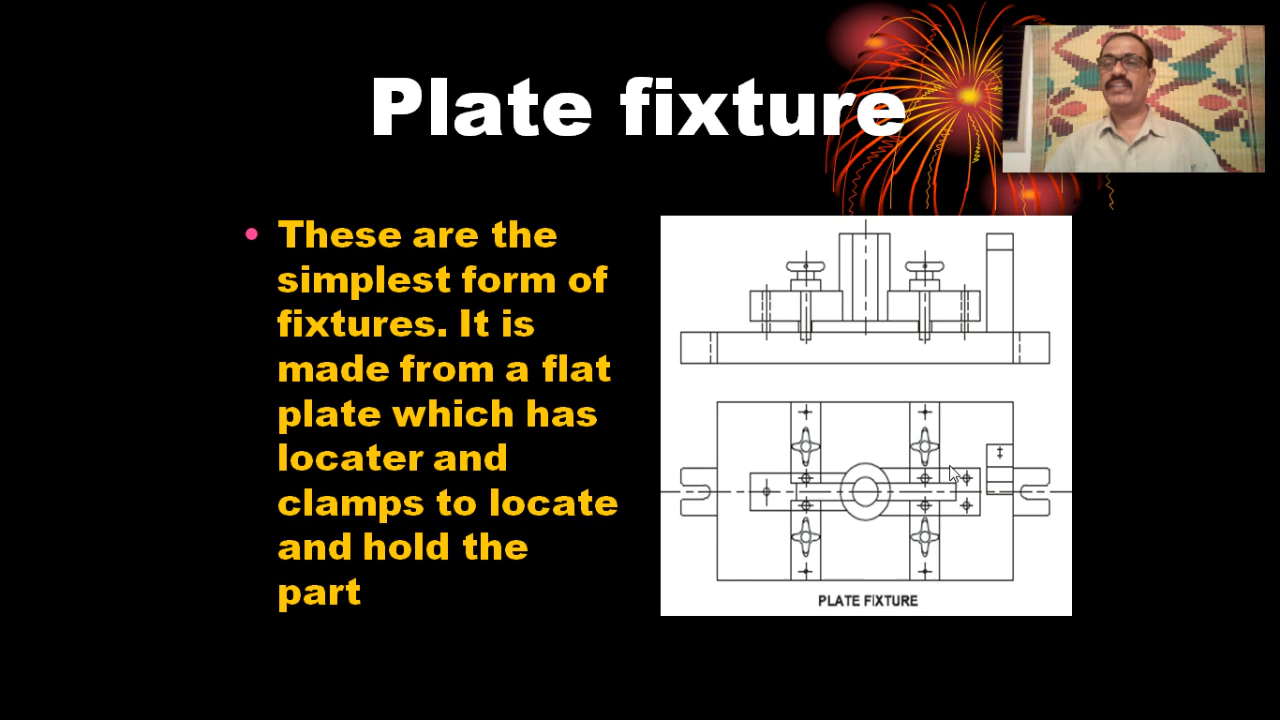 Plate fixture
• These are the
simplest form of
fixtures. It is
made from a flat
plate which has
locater and
clamps to locate
and hold the
part
PLATE FIXTURE